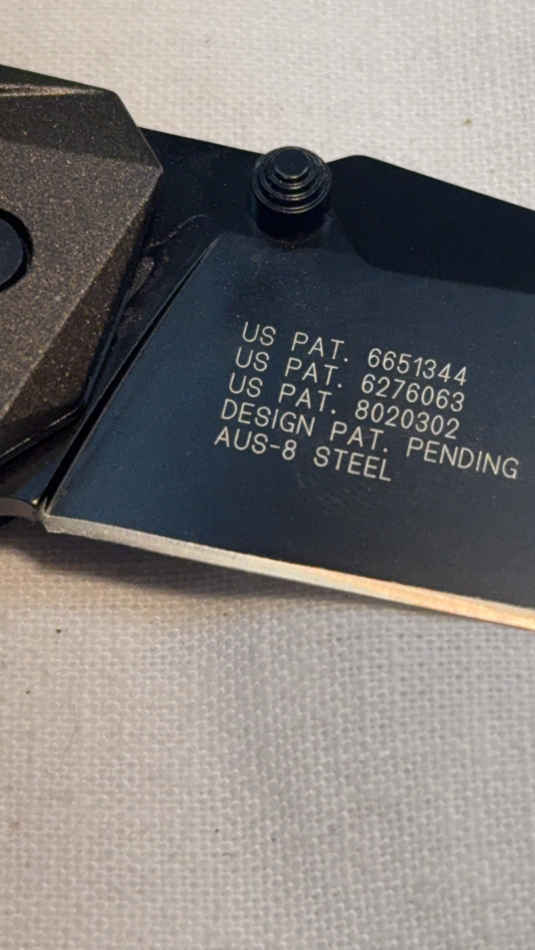 US PAT. 6651344
US PAT. 6276063
US PAT. 8020302
DESIGN PAT. PENDING
AUS-8 STEEL